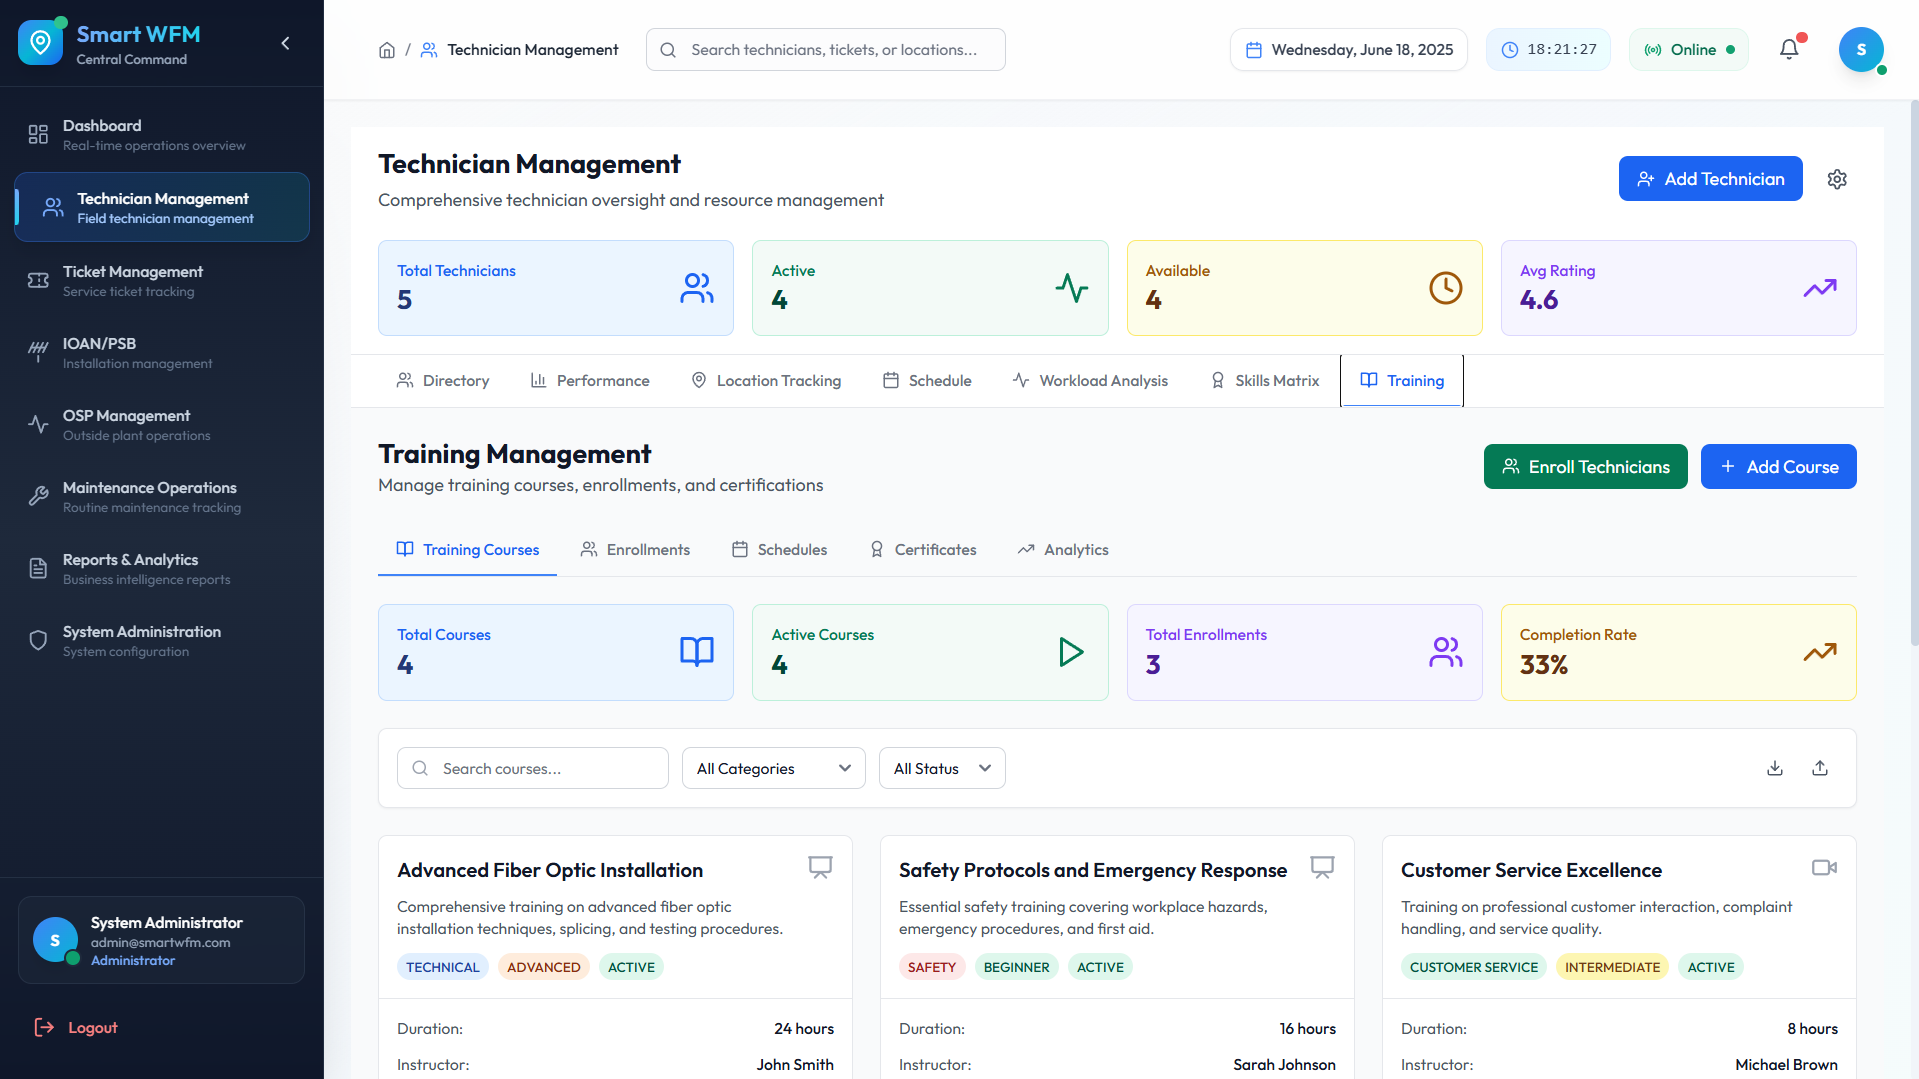 Smart WFM
Central Command
Dashboard
Real-time operations overview
Technician Management
Field technician management
Ticket Management
Service ticket tracking
IOAN/PSB
Installation management
OSP Management
Outside plant operations
Maintenance Operations
Routine maintenance tracking
Reports & Analytics
Business intelligence reports
System Administration
System configuration
S
System Administrator
admin@smartwfm.com
Administrator
Logout
/ Technician Management
Search technicians, tickets, or locations...
Wednesday, June 18, 2025
18:21:27
Online
S
Technician Management
Comprehensive technician oversight and resource management
Add Technician
Total Technicians
5
Active
4
Available
4
Avg Rating
4.6
Directory
Performance
Location Tracking
Schedule
Workload Analysis
Skills Matrix
Training
Training Management
Manage training courses, enrollments, and certifications
Enroll Technicians
Add Course
Training Courses
Enrollments
Schedules
Certificates
Analytics
Total Courses
4
Active Courses
4
Total Enrollments
3
Completion Rate
33%
Search courses...
All Categories
All Status
Advanced Fiber Optic Installation
Comprehensive training on advanced fiber optic
installation techniques, splicing, and testing procedures.
TECHNICAL ADVANCED ACTIVE
Duration: 24 hours
Instructor: John Smith
Safety Protocols and Emergency Response
Essential safety training covering workplace hazards,
emergency procedures, and first aid.
SAFETY BEGINNER ACTIVE
Duration: 16 hours
Instructor: Sarah Johnson
Customer Service Excellence
Training on professional customer interaction, complaint
handling, and service quality.
CUSTOMER SERVICE INTERMEDIATE ACTIVE
Duration: 8 hours
Instructor: Michael Brown